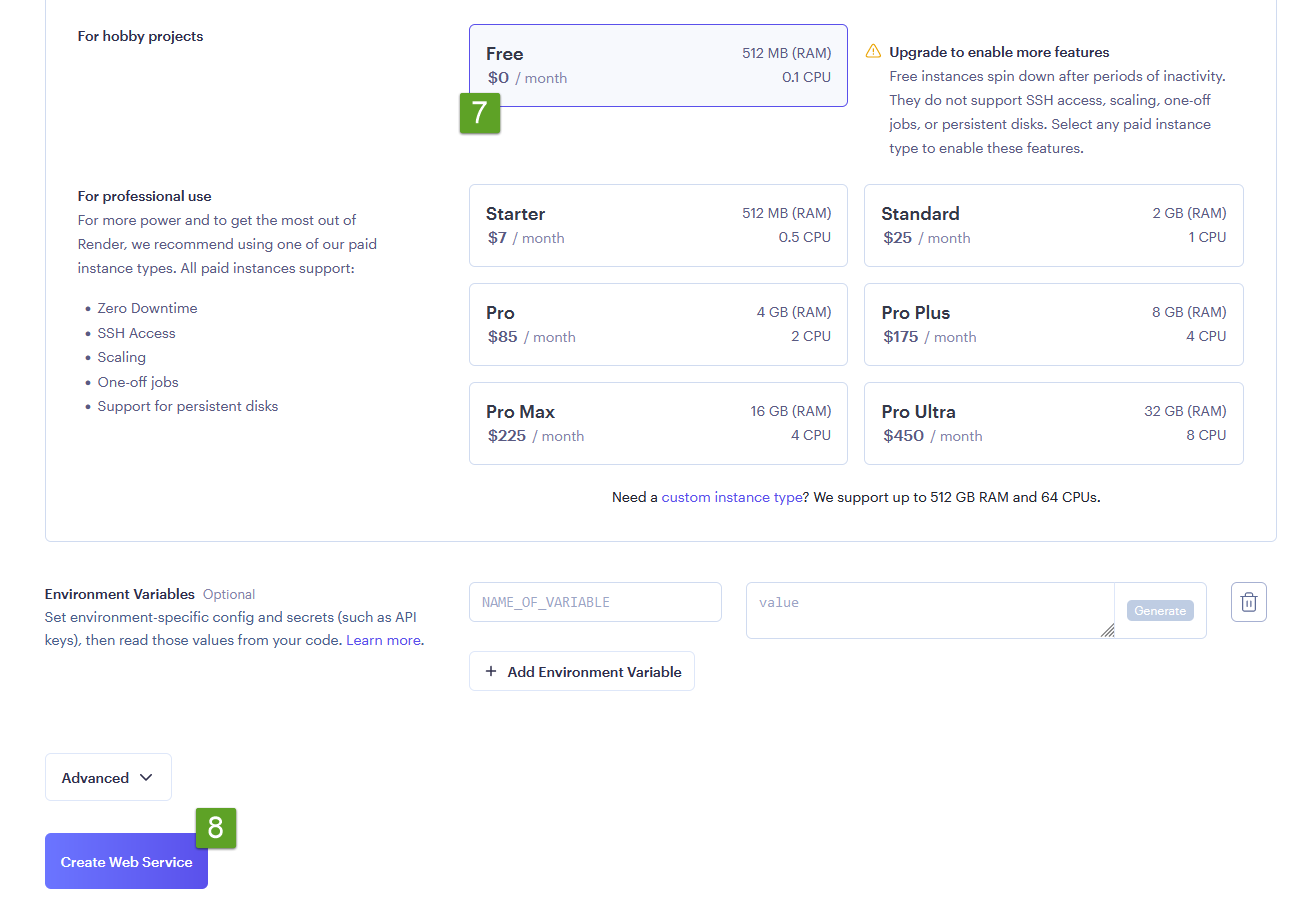 For hobby projects
Free
512 MB (RAM)
$0 / month
0.1 CPU
7
Upgrade to enable more features
Free instances spin down after periods of inactivity.
They do not support SSH access, scaling, one-off
jobs, or persistent disks. Select any paid instance
type to enable these features.
For professional use
For more power and to get the most out of
Render, we recommend using one of our paid
instance types. All paid instances support:
• Zero Downtime
• SSH Access
• Scaling
• One-off jobs
• Support for persistent disks
Starter
512 MB (RAM)
$7 / month
0.5 CPU
Standard
2 GB (RAM)
$25 / month
1 CPU
Pro
4 GB (RAM)
$85 / month
2 CPU
Pro Plus
8 GB (RAM)
$175 / month
4 CPU
Pro Max
16 GB (RAM)
$225 / month
4 CPU
Pro Ultra
32 GB (RAM)
$450 / month
8 CPU
Need a custom instance type? We support up to 512 GB RAM and 64 CPUs.
Environment Variables Optional
Set environment-specific config and secrets (such as API
keys), then read those values from your code. Learn more.
NAME_OF_VARIABLE
value
Generate
+ Add Environment Variable
Advanced
8
Create Web Service